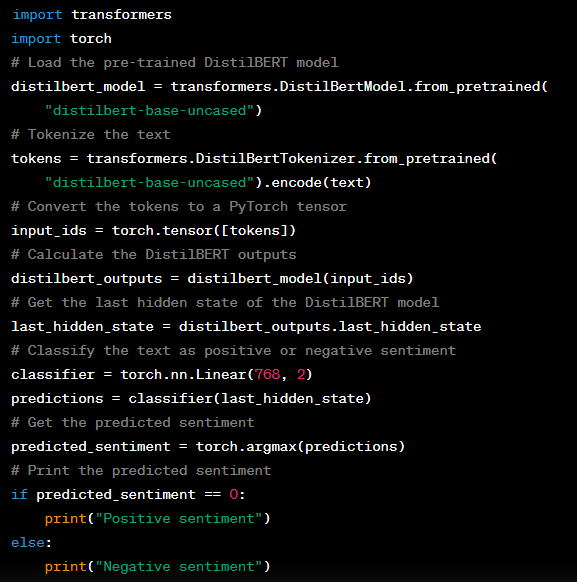 import transformers
import torch
# Load the pre-trained DistilBERT model
distilbert_model = transformers.DistilBertModel.from_pretrained(
    "distilbert-base-uncased")
# Tokenize the text
tokens = transformers.DistilBertTokenizer.from_pretrained(
    "distilbert-base-uncased").encode(text)
# Convert the tokens to a PyTorch tensor
input_ids = torch.tensor([tokens])
# Calculate the DistilBERT outputs
distilbert_outputs = distilbert_model(input_ids)
# Get the last hidden state of the DistilBERT model
last_hidden_state = distilbert_outputs.last_hidden_state
# Classify the text as positive or negative sentiment
classifier = torch.nn.Linear(768, 2)
predictions = classifier(last_hidden_state)
# Get the predicted sentiment
predicted_sentiment = torch.argmax(predictions)
# Print the predicted sentiment
if predicted_sentiment == 0:
    print("Positive sentiment")
else:
    print("Negative sentiment")